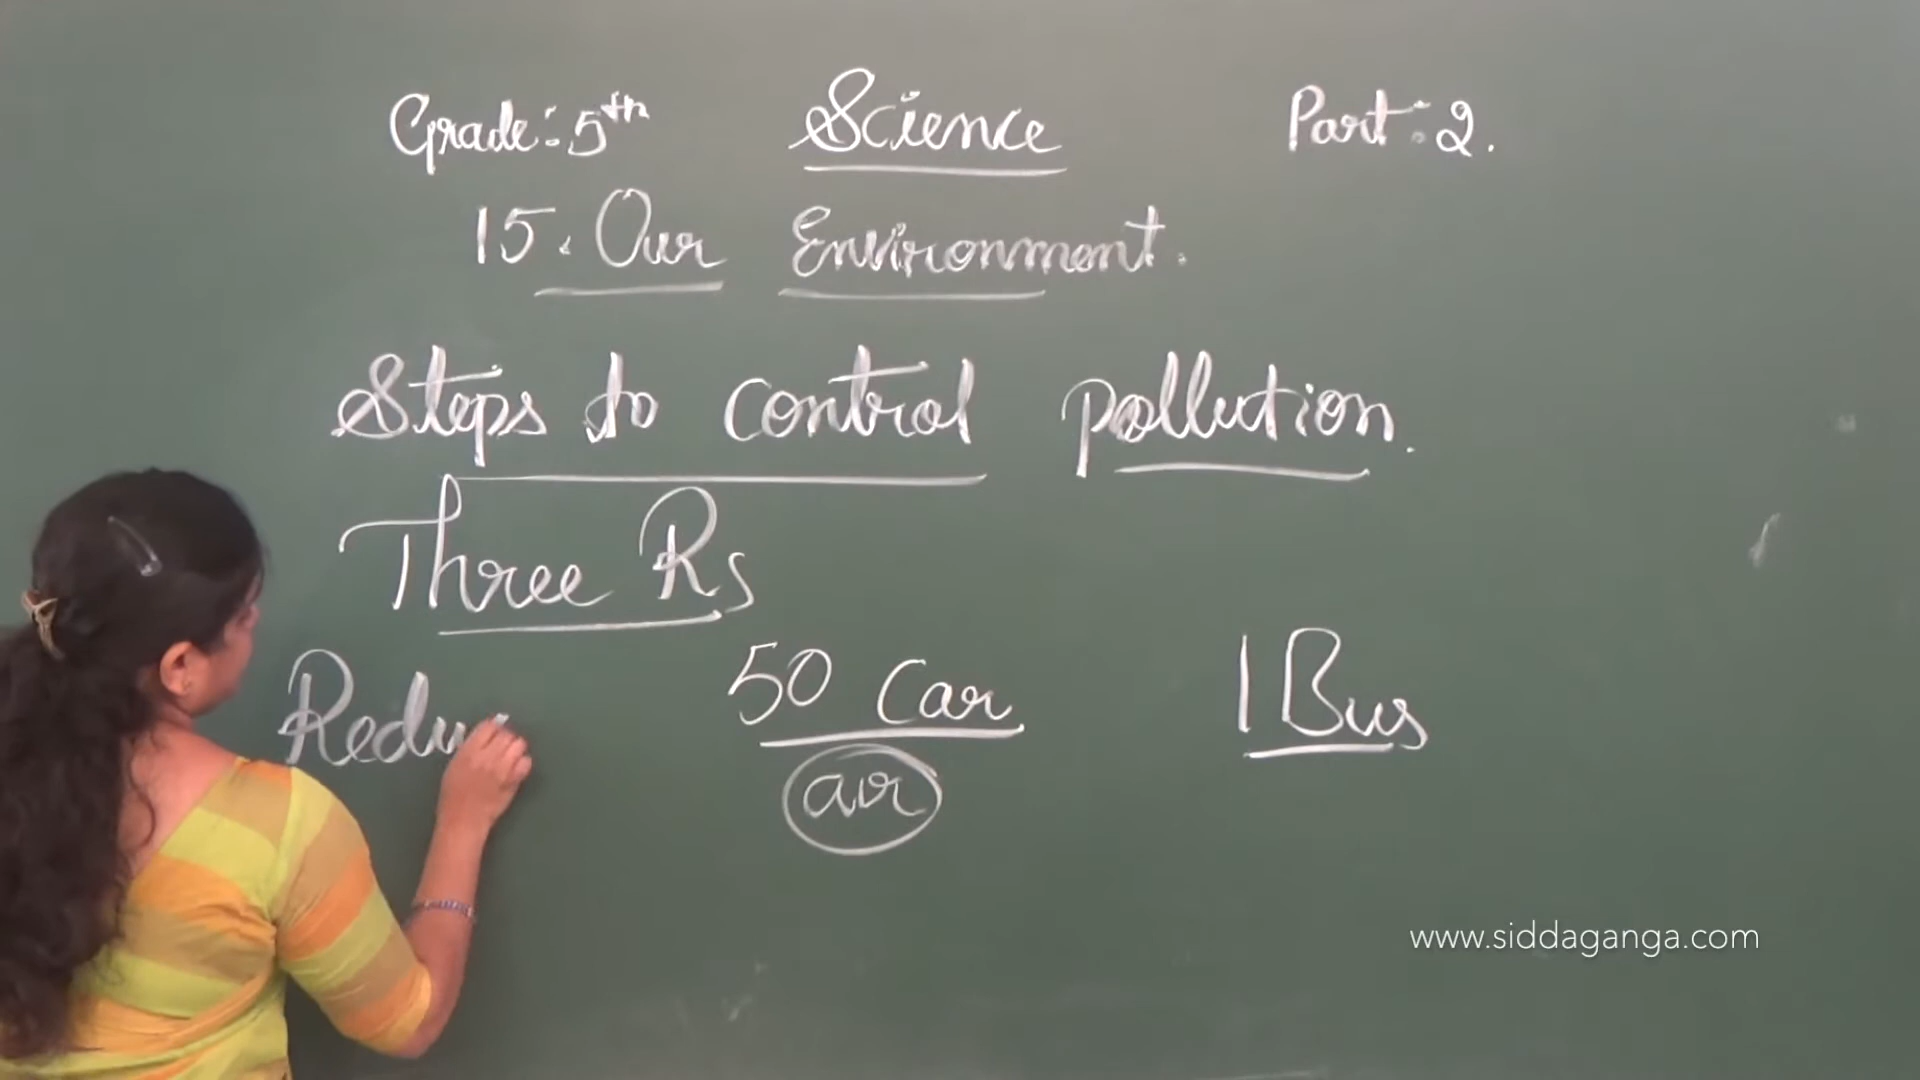 Grade: 5th Science Part: 2.
15. Our Environment.
Steps to control pollution.
Three Rs
Redu 50 Car 1 Bus
air
www.siddaganga.com